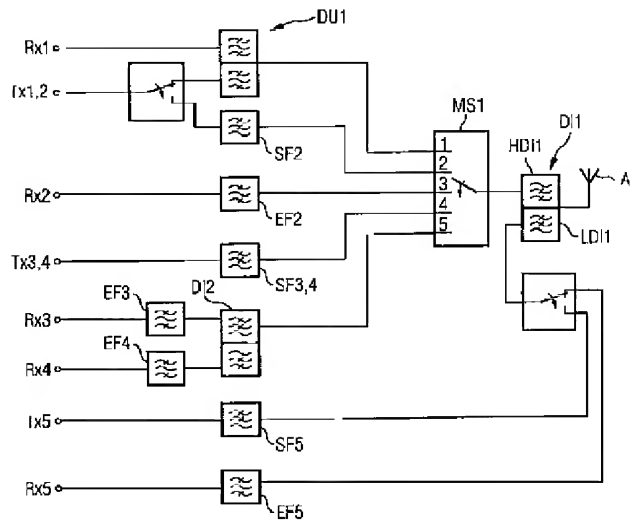 DU1
Rx1
Tx1,2
MS1
DI1
HDI1
1
2
3
4
5
A
SF2
Rx2
EF2
LDI1
Tx3,4
SF3,4
EF3
DI2
Rx3
EF4
Rx4
Tx5
SF5
Rx5
EF5